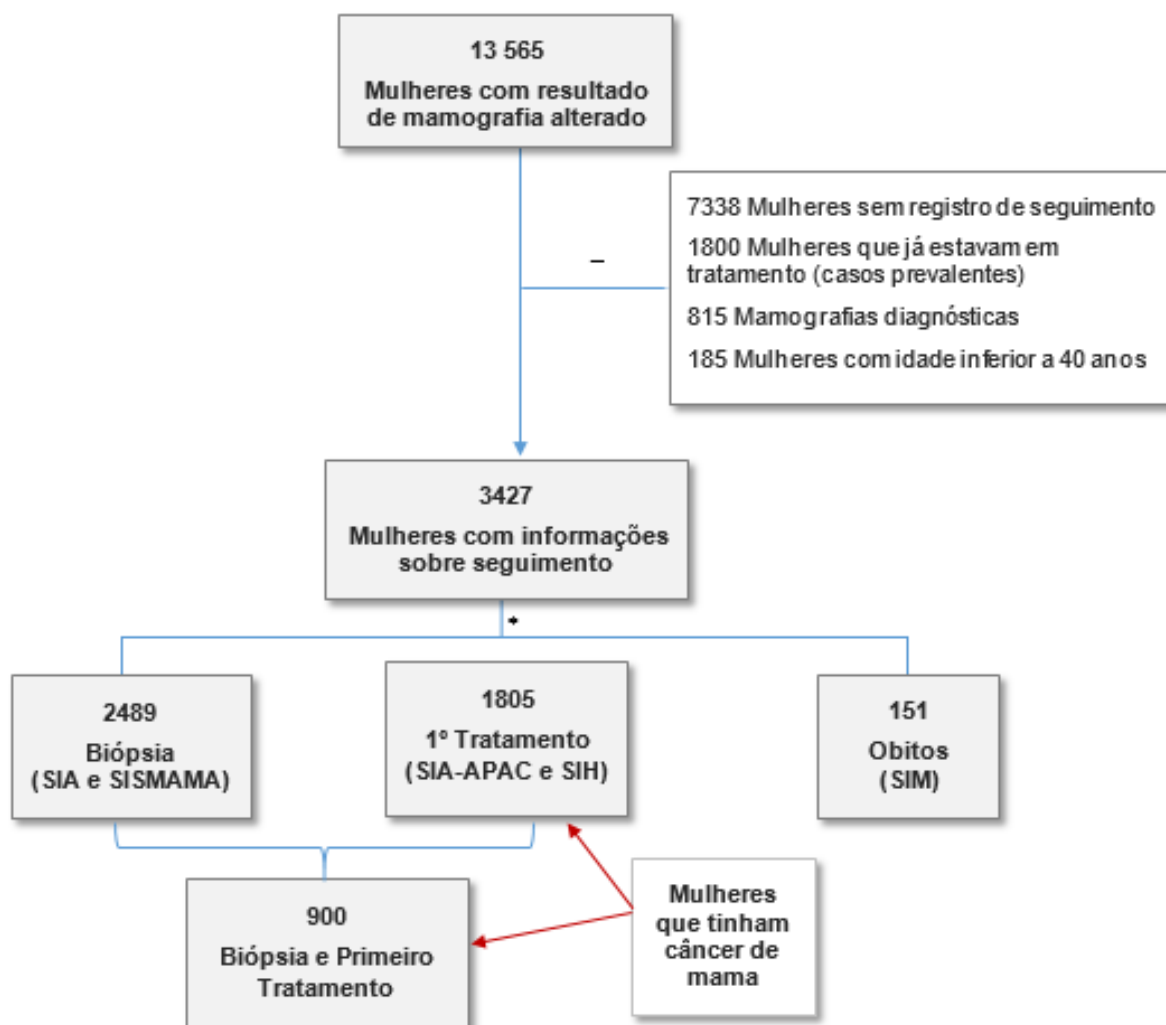 13 565
Mulheres com resultado
de mamografia alterado
7338 Mulheres sem registro de seguimento
1800 Mulheres que já estavam em
tratamento (casos prevalentes)
815 Mamografias diagnósticas
185 Mulheres com idade inferior a 40 anos
–
3427
Mulheres com informações
sobre seguimento
*
2489
Biópsia
(SIA e SISMAMA)
1805
1º Tratamento
(SIA-APAC e SIH)
151
Obitos
(SIM)
900
Biópsia e Primeiro
Tratamento
Mulheres
que tinham
câncer de
mama